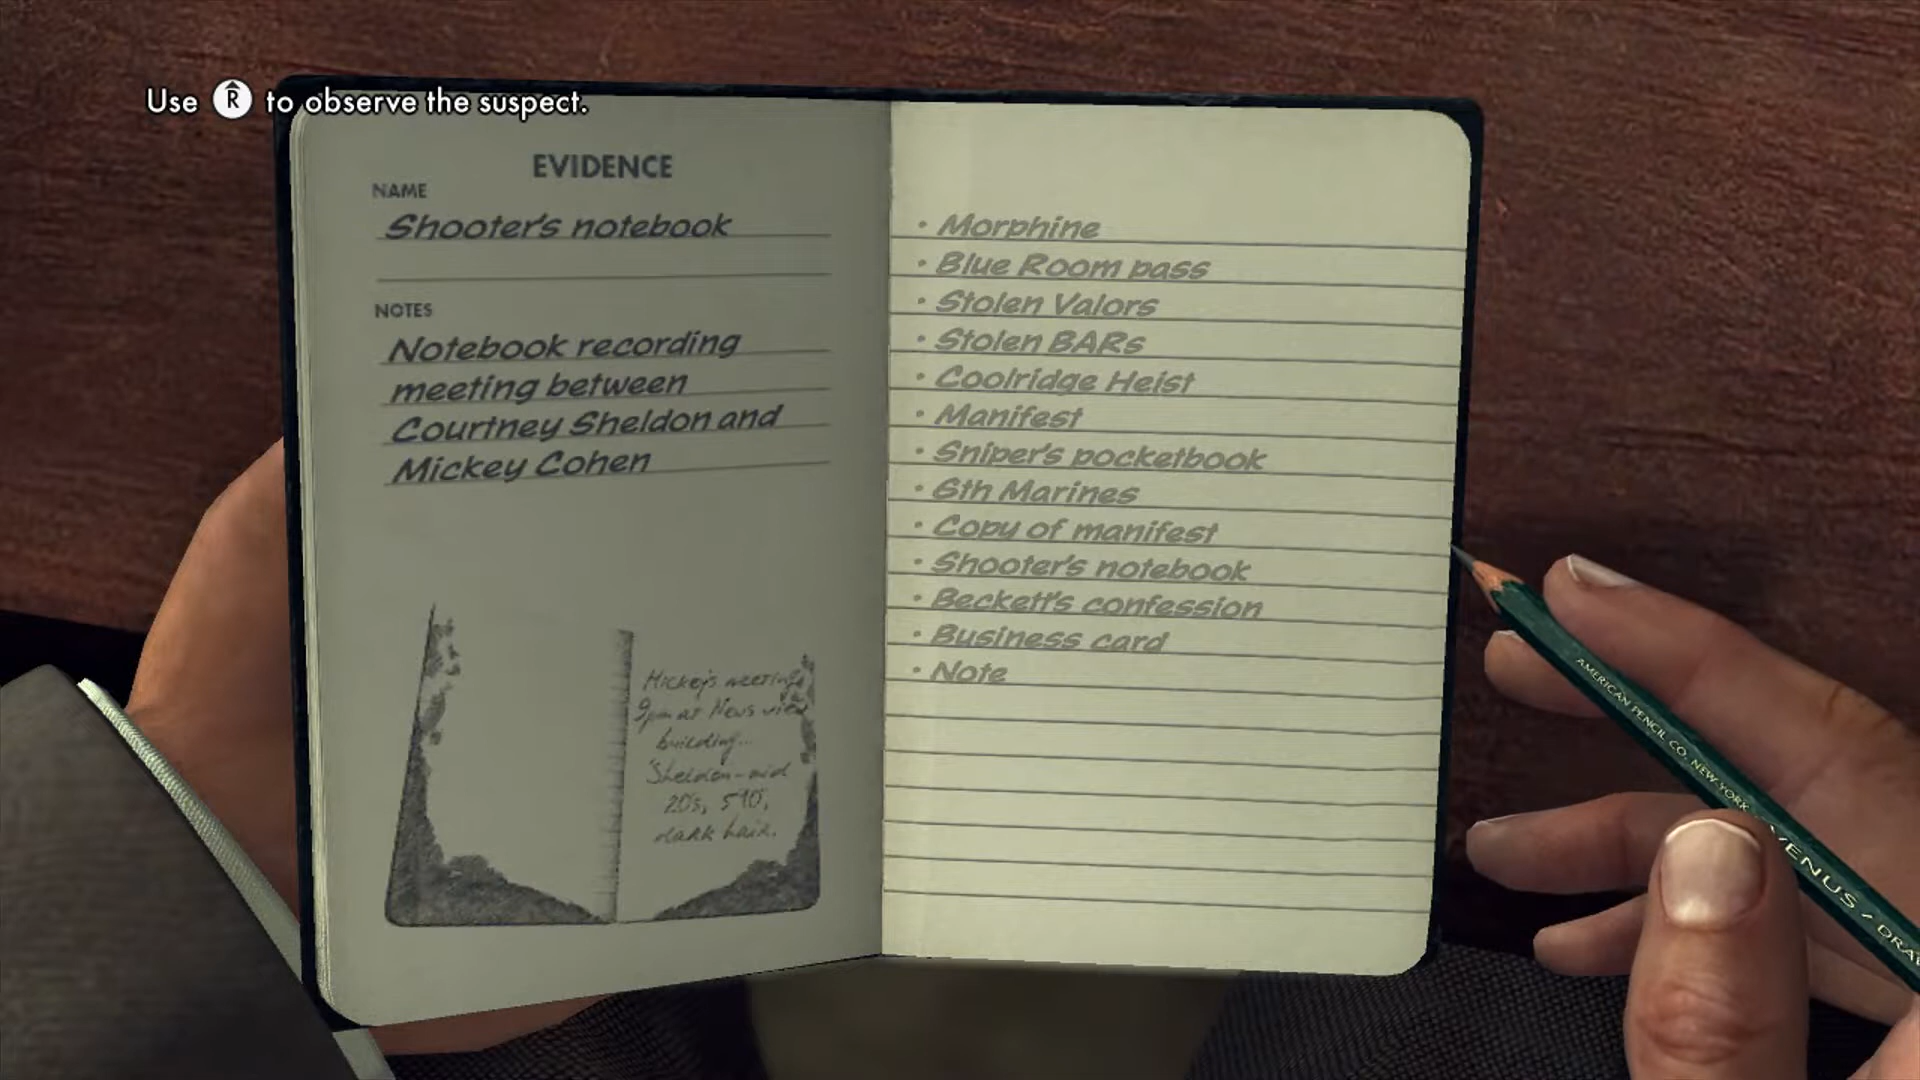 Use R to observe the suspect.
EVIDENCE
NAME
Shooter's notebook
NOTES
Notebook recording
meeting between
Courtney Sheldon and
Mickey Cohen
Mickey's meeting
9pm at News view
building...
Sheldon-mid
20's, 5'10",
dark hair.
• Morphine
• Blue Room pass
• Stolen Valors
• Stolen BARs
• Coolridge Heist
• Manifest
• Sniper's pocketbook
• 6th Marines
• Copy of manifest
• Shooter's notebook
• Beckett's confession
• Business card
• Note
AMERICAN PENCIL CO. NEW YORK
VENUS